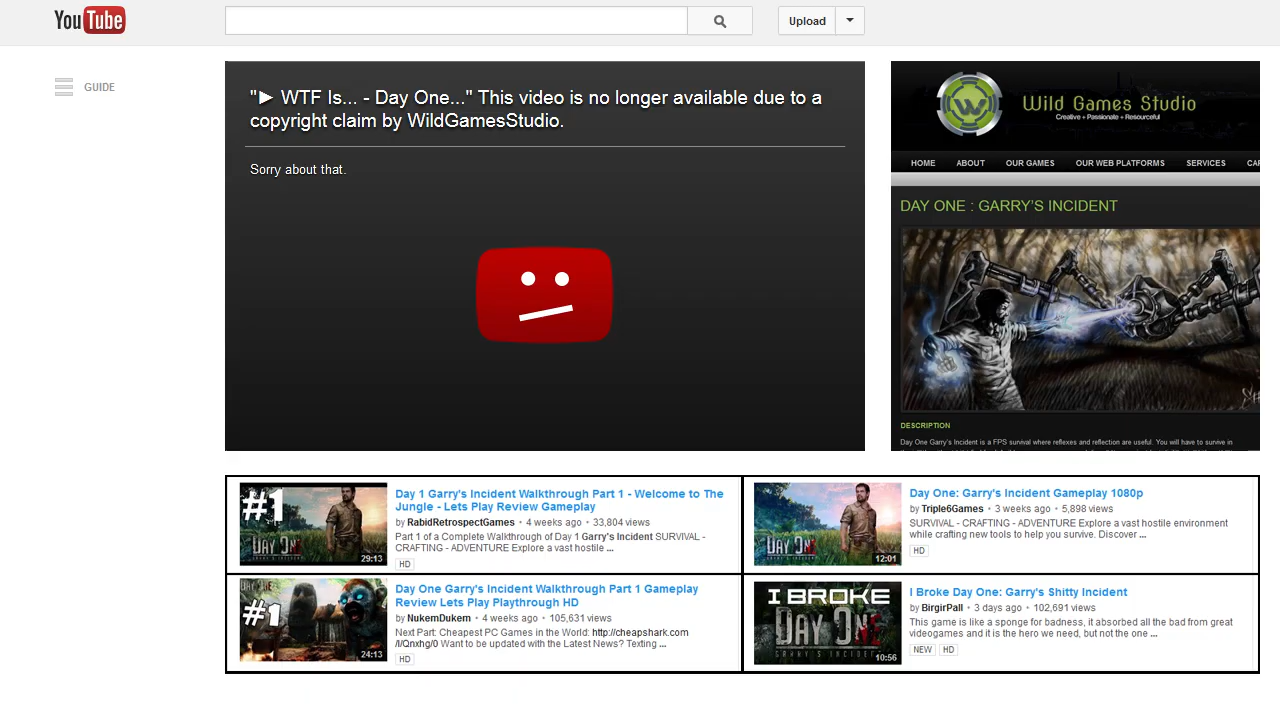 YouTube
Upload
GUIDE
"► WTF Is... - Day One..." This video is no longer available due to a
copyright claim by WildGamesStudio.
Sorry about that.
W
Wild Games Studio
Creative + Passionate + Resourceful
HOME ABOUT OUR GAMES OUR WEB PLATFORMS SERVICES CAR
DAY ONE : GARRY'S INCIDENT
DESCRIPTION
Day One Garry's Incident is a FPS survival where reflexes and reflection are useful. You will have to survive in
#1
DAY ONE
29:13
Day 1 Garry's Incident Walkthrough Part 1 - Welcome to The
Jungle - Lets Play Review Gameplay
by RabidRetrospectGames • 4 weeks ago • 33,804 views
Part 1 of a Complete Walkthrough of Day 1 Garry's Incident SURVIVAL -
CRAFTING - ADVENTURE Explore a vast hostile ...
HD
DAY ONE
12:01
Day One: Garry's Incident Gameplay 1080p
by Triple6Games • 3 weeks ago • 5,898 views
SURVIVAL - CRAFTING - ADVENTURE Explore a vast hostile environment
while crafting new tools to help you survive. Discover ...
HD
DAY ONE
#1
24:13
Day One Garry's Incident Walkthrough Part 1 Gameplay
Review Lets Play Playthrough HD
by NukemDukem • 4 weeks ago • 105,631 views
Next Part: Cheapest PC Games in the World: http://cheapshark.com
/l/Qnxhg/0 Want to be updated with the Latest News? Texting ...
HD
I BROKE
DAY ONE
GARRY'S INCIDENT
10:56
I Broke Day One: Garry's Shitty Incident
by BirgirPall • 3 days ago • 102,691 views
This game is like a sponge for badness, it absorbed all the bad from great
videogames and it is the hero we need, but not the one ...
NEW HD